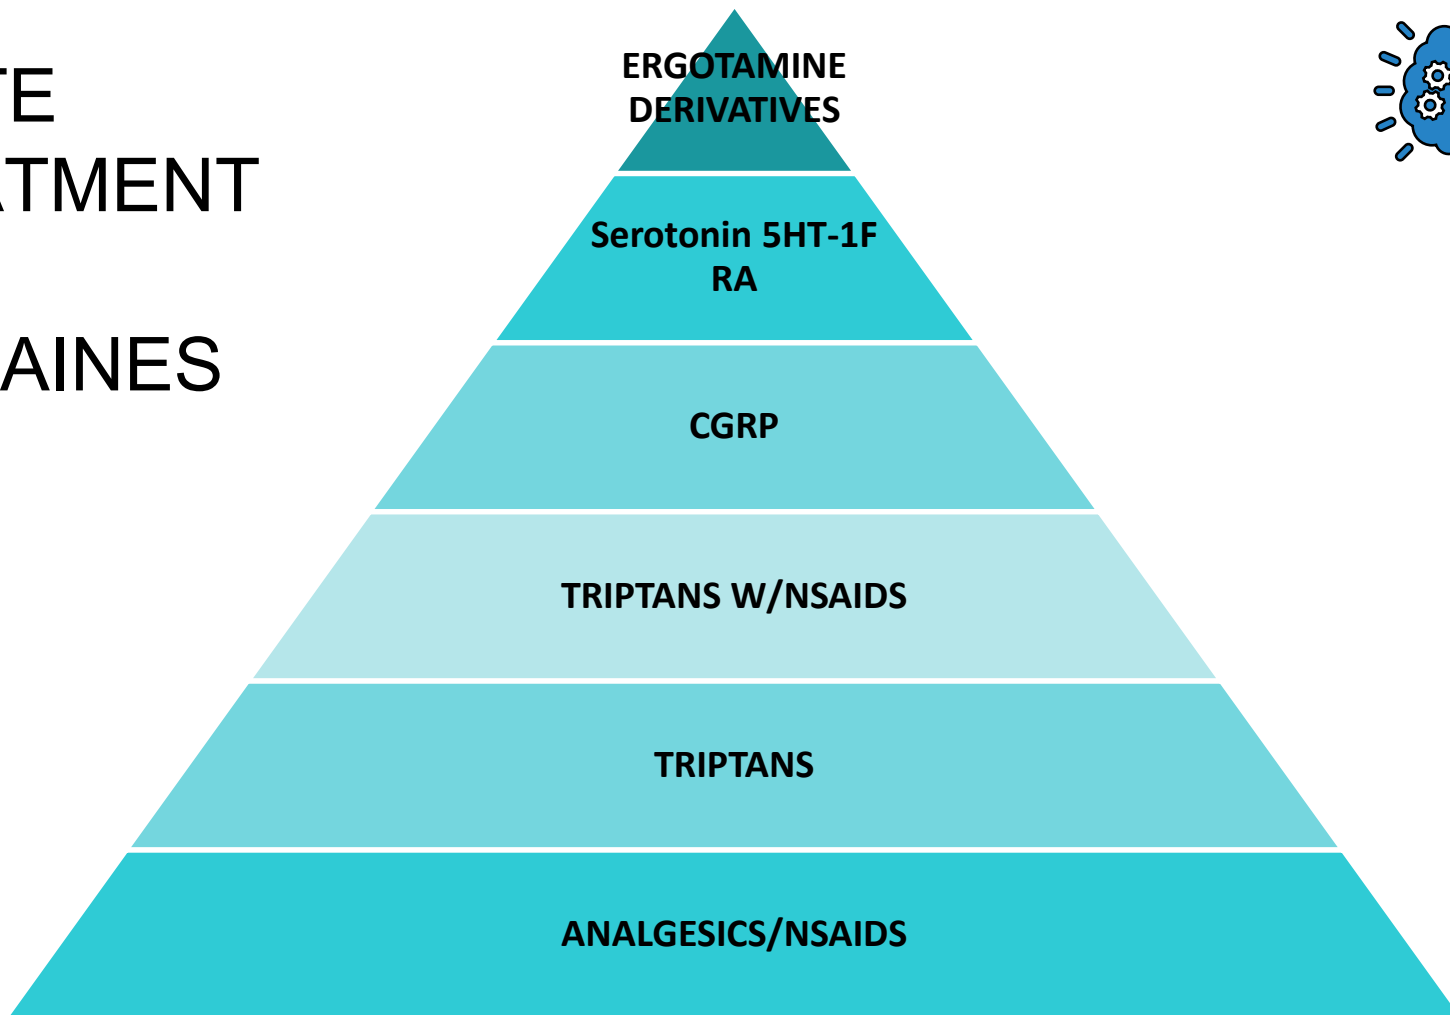 TE
ATMENT
AINES
ERGOTAMINE
DERIVATIVES
Serotonin 5HT-1F
RA
CGRP
TRIPTANS W/NSAIDS
TRIPTANS
ANALGESICS/NSAIDS